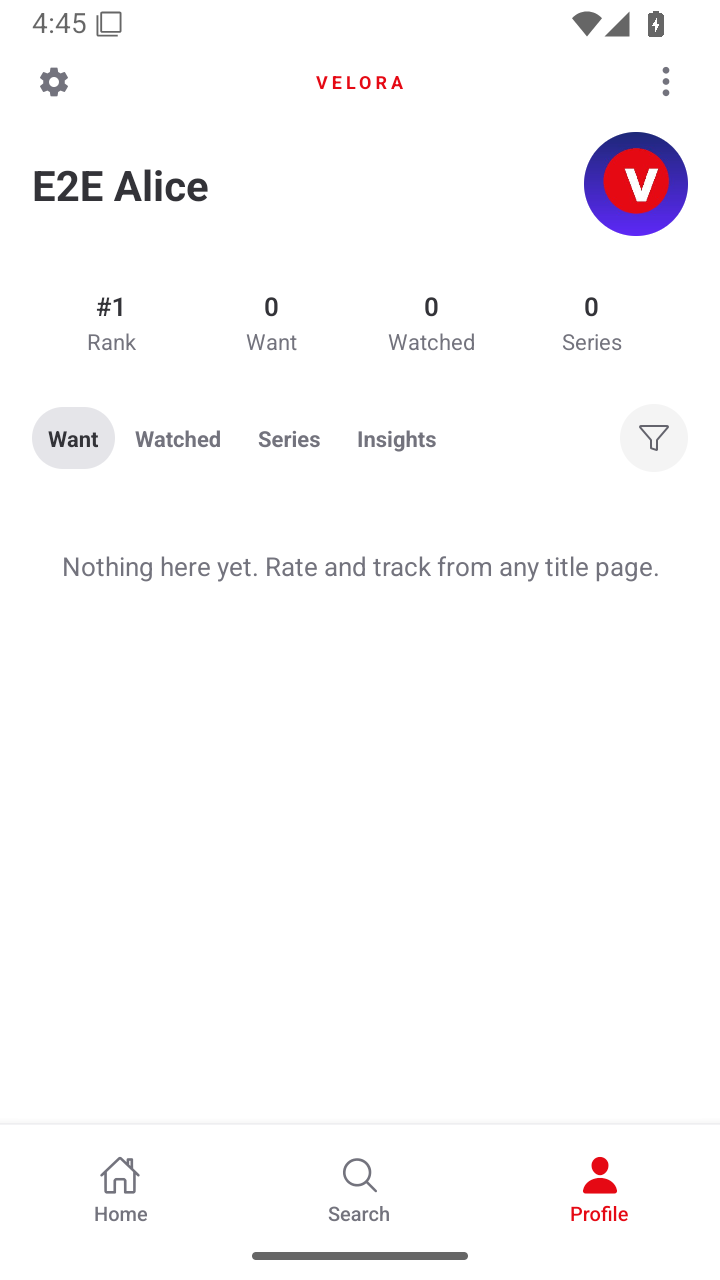 4:45
VELORA
E2E Alice
V
#1 0 0 0
Rank Want Watched Series
Want Watched Series Insights
Nothing here yet. Rate and track from any title page.
Home Search Profile